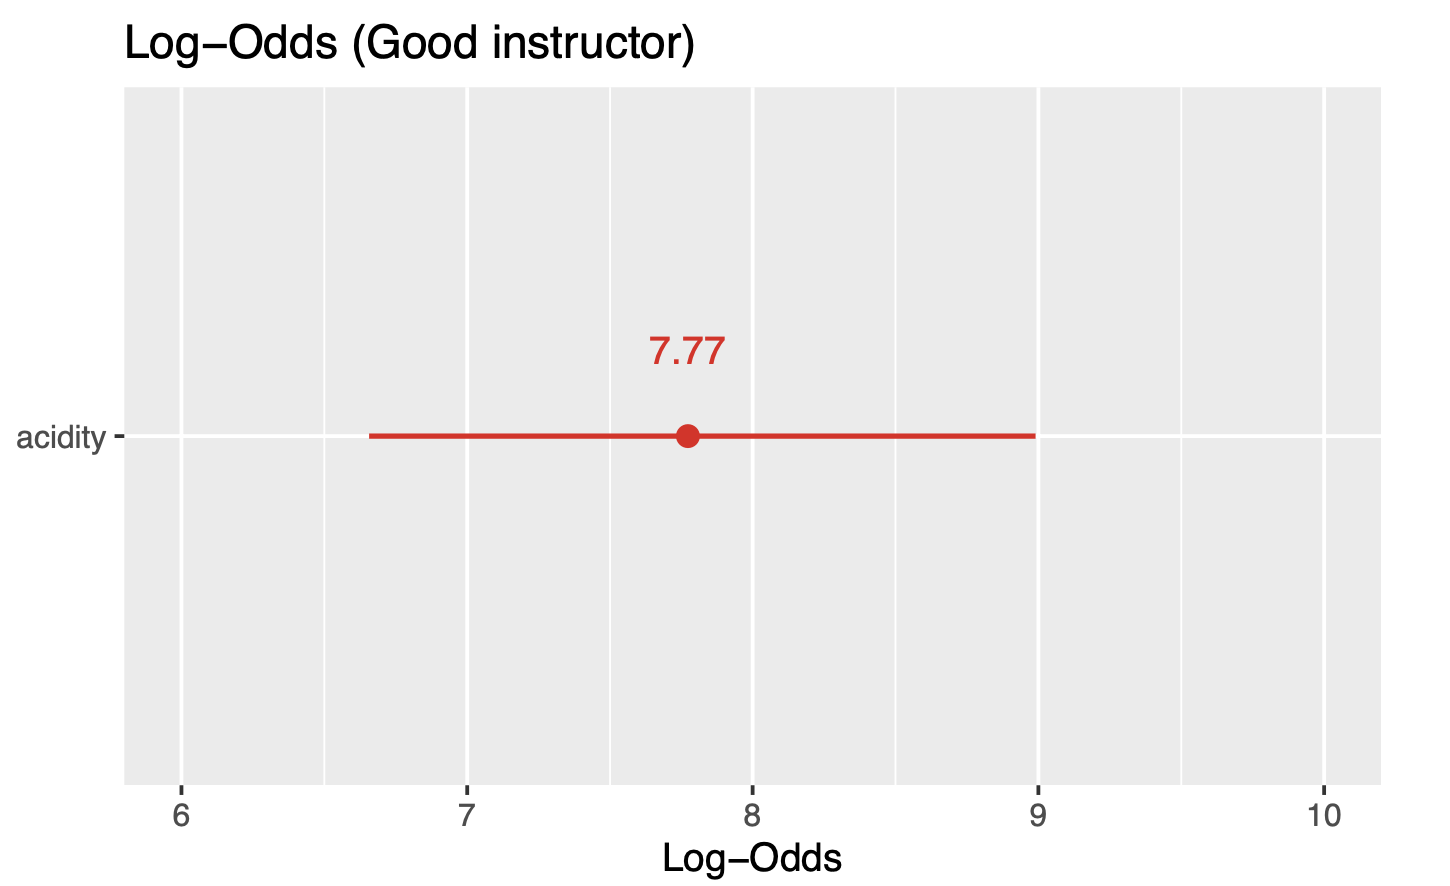 Log−Odds (Good instructor)
7.77
acidity
6 7 8 9 10
Log−Odds